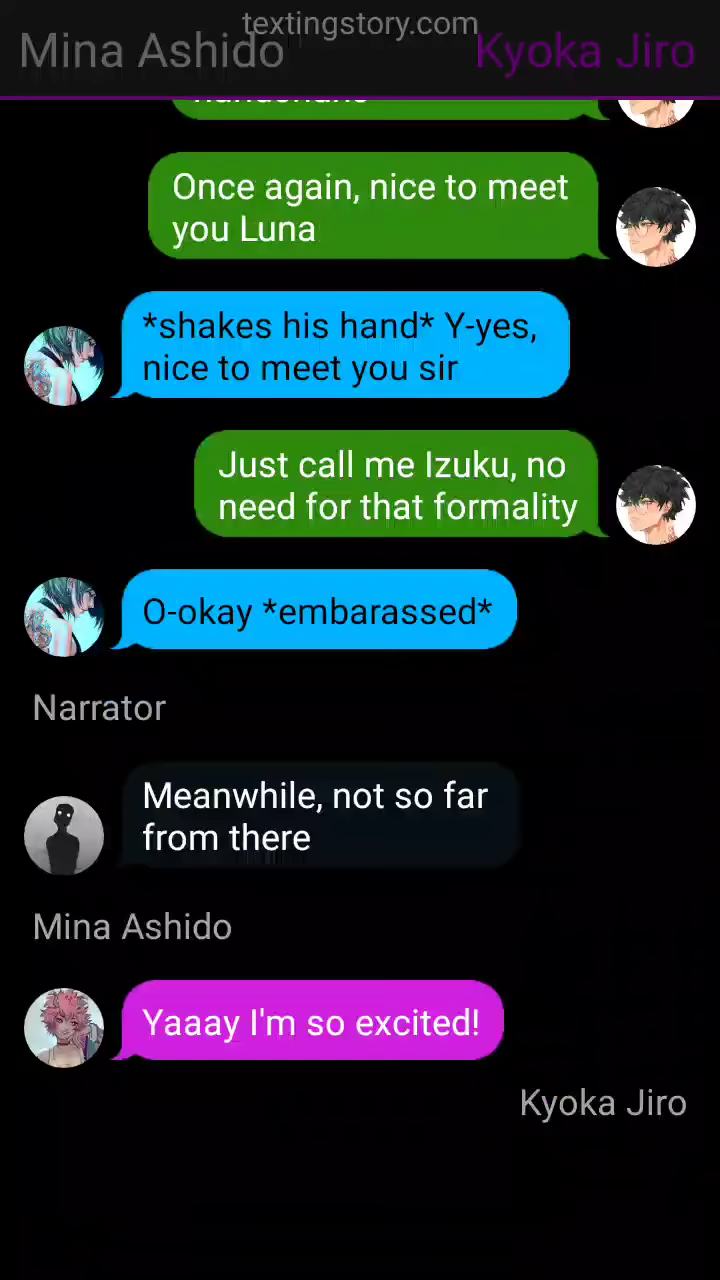 textingstory.com
Mina Ashido
Kyoka Jiro
Once again, nice to meet
you Luna
*shakes his hand* Y-yes,
nice to meet you sir
Just call me Izuku, no
need for that formality
O-okay *embarassed*
Narrator
Meanwhile, not so far
from there
Mina Ashido
Yaaay I'm so excited!
Kyoka Jiro